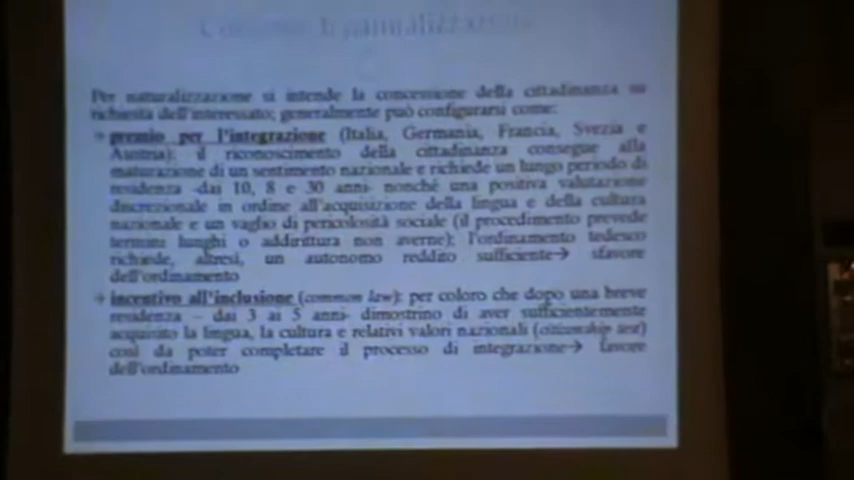 Per naturalizzazione si intende la concessione della cittadinanza su
richiesta dell'interessato; generalmente può configurarsi come:
premio per l'integrazione (Italia, Germania, Francia, Svezia e
Austria): il riconoscimento della cittadinanza consegue alla
maturazione di un sentimento nazionale e richiede un lungo periodo di
residenza -dai 10, 8 e 30 anni- nonché una positiva valutazione
discrezionale in ordine all'acquisizione della lingua e della cultura
nazionale e un vaglio di pericolosità sociale (il procedimento prevede
termini lunghi o addirittura non averne); l'ordinamento tedesco
richiede, altresì, un autonomo reddito sufficiente→ sfavore
dell'ordinamento
incentivo all'inclusione (common law): per coloro che dopo una breve
residenza – dai 3 ai 5 anni- dimostrino di aver sufficientemente
acquisito la lingua, la cultura e relativi valori nazionali (citizenship test)
così da poter completare il processo di integrazione→ favore
dell'ordinamento